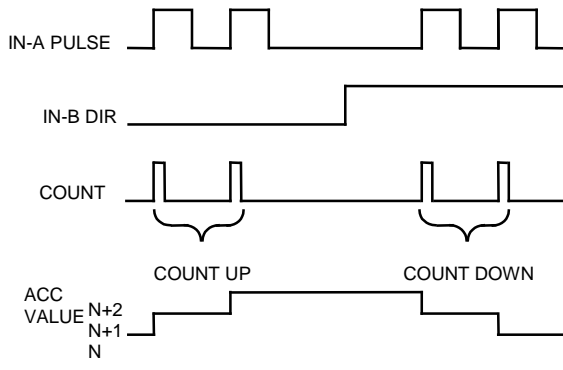 IN-A PULSE
IN-B DIR
COUNT
COUNT UP
COUNT DOWN
ACC
VALUE
N+2
N+1
N